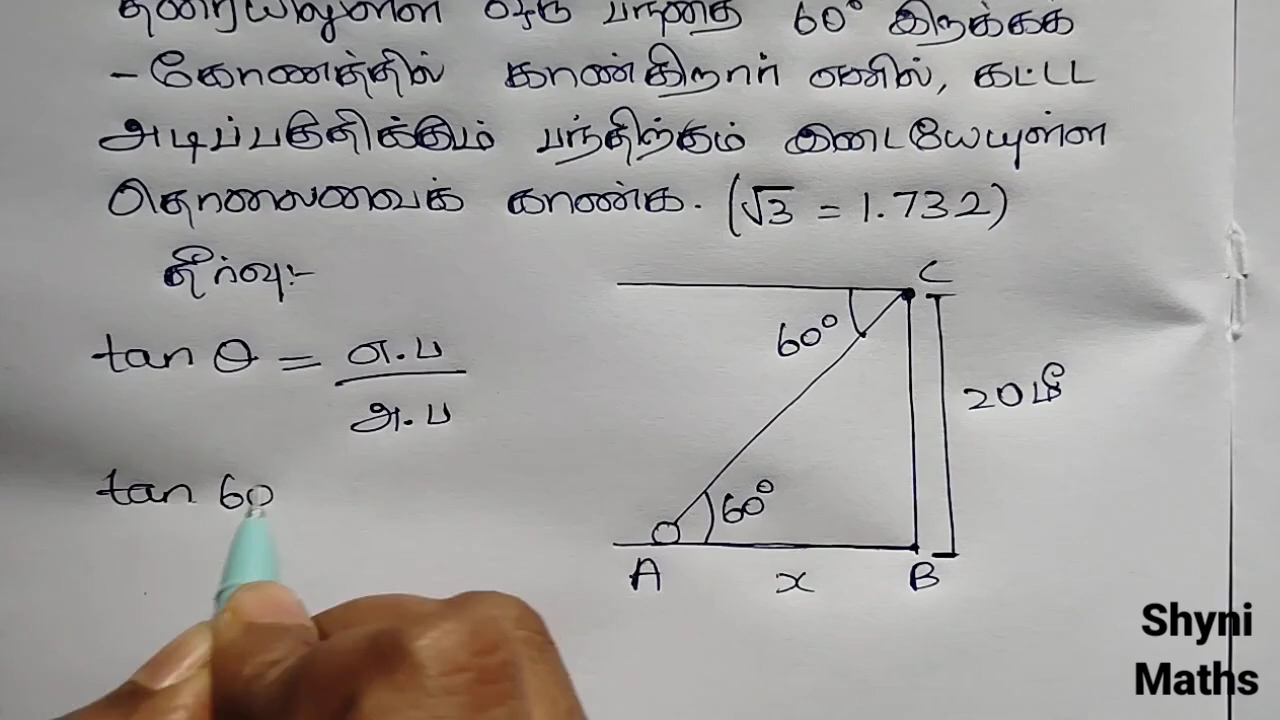 தரையிலுள்ள ஒரு பந்தை 60° இறக்கக்
- கோணத்தில் காண்கிறார் எனில், கட்டட
அடிப்பகுதிக்கும் பந்திற்கும் இடையேயுள்ள
தொலைவைக் காண்க. (√3 = 1.732)
தீர்வு:-
tan θ = எ.ப / அ.ப
tan 60
C
60°
20மீ
60°
A x B
Shyni
Maths